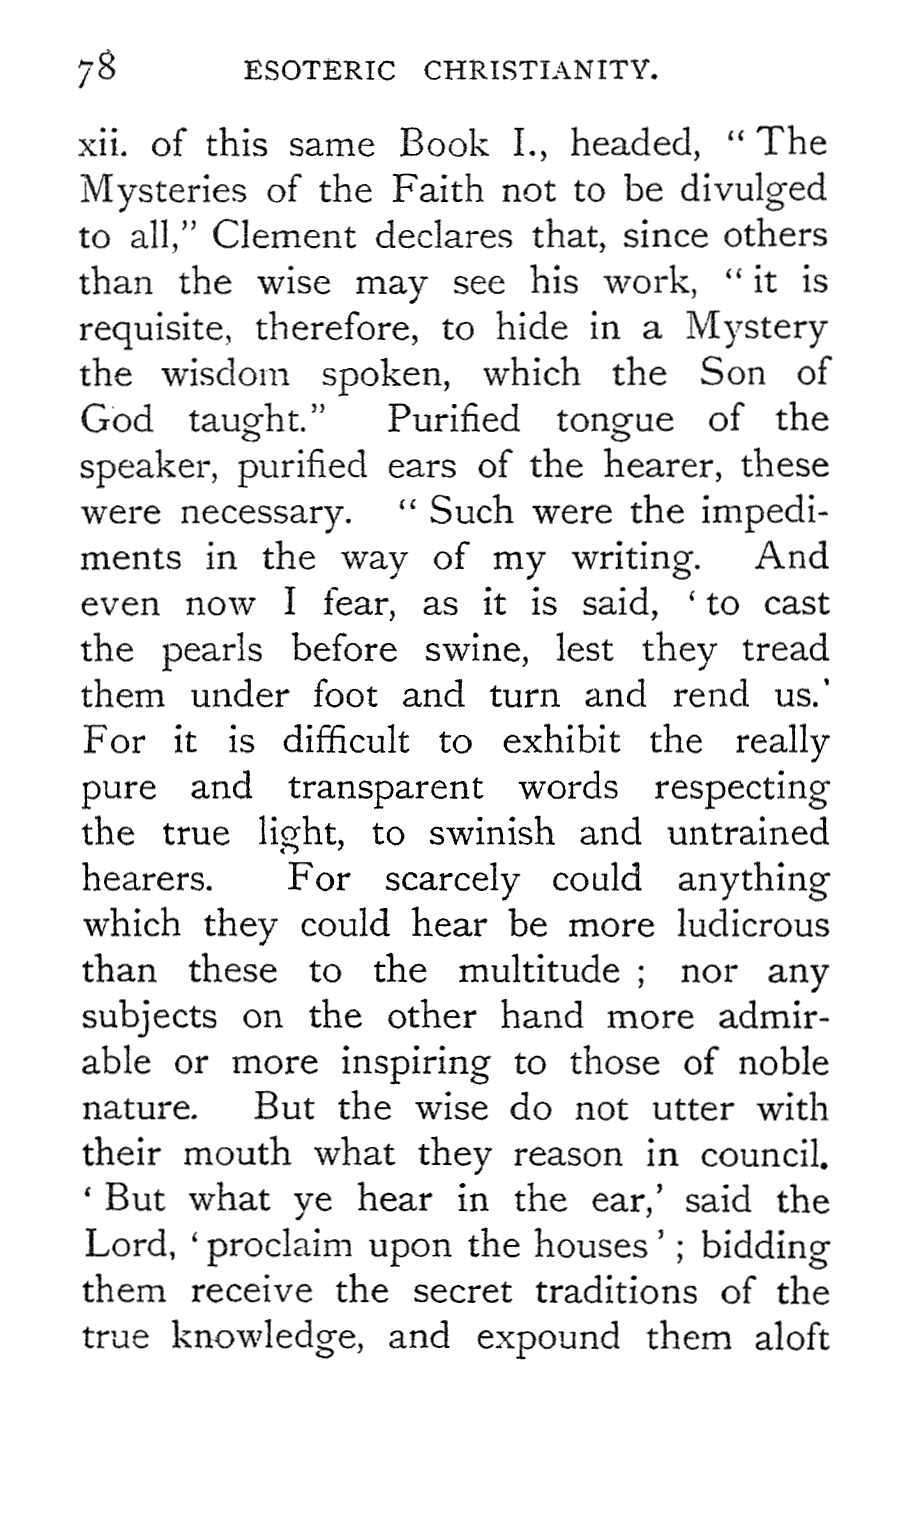 78 ESOTERIC CHRISTIANITY.
xii. of this same Book I., headed, “ The
Mysteries of the Faith not to be divulged
to all,” Clement declares that, since others
than the wise may see his work, “ it is
requisite, therefore, to hide in a Mystery
the wisdom spoken, which the Son of
God taught.” Purified tongue of the
speaker, purified ears of the hearer, these
were necessary. “ Such were the impedi-
ments in the way of my writing. And
even now I fear, as it is said, ‘ to cast
the pearls before swine, lest they tread
them under foot and turn and rend us.’
For it is difficult to exhibit the really
pure and transparent words respecting
the true light, to swinish and untrained
hearers. For scarcely could anything
which they could hear be more ludicrous
than these to the multitude ; nor any
subjects on the other hand more admir-
able or more inspiring to those of noble
nature. But the wise do not utter with
their mouth what they reason in council.
‘ But what ye hear in the ear,’ said the
Lord, ‘ proclaim upon the houses ’ ; bidding
them receive the secret traditions of the
true knowledge, and expound them aloft